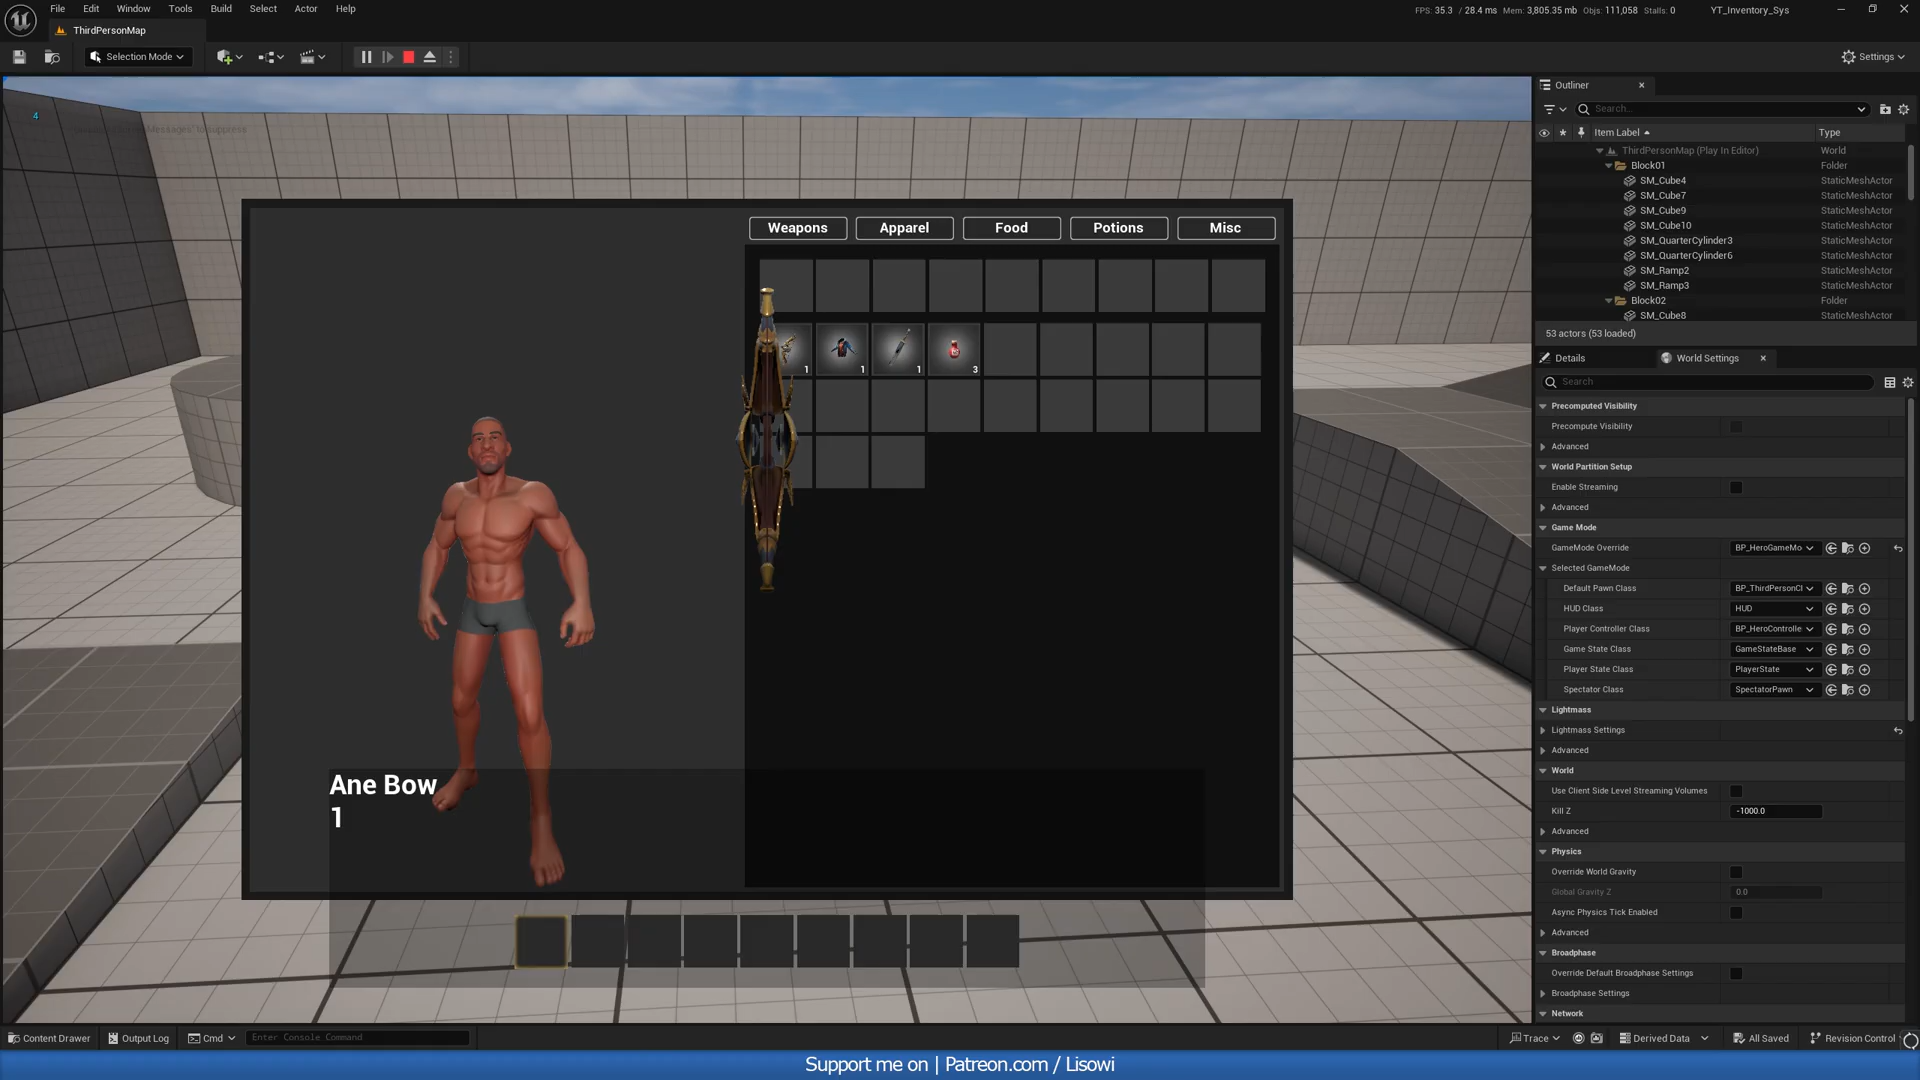 File Edit Window Tools Build Select Actor Help
FPS: 35.3 / 28.4 ms Mem: 3,805.35 mb Objs: 111,058 Stalls: 0
YT_Inventory_Sys
ThirdPersonMap
Selection Mode
Settings
4
Messages' to suppress
Weapons Apparel Food Potions Misc
1 1 1 3
Ane Bow
1
Outliner
Search...
Item Label Type
ThirdPersonMap (Play In Editor) World
Block01 Folder
SM_Cube4 StaticMeshActor
SM_Cube7 StaticMeshActor
SM_Cube9 StaticMeshActor
SM_Cube10 StaticMeshActor
SM_QuarterCylinder3 StaticMeshActor
SM_QuarterCylinder6 StaticMeshActor
SM_Ramp2 StaticMeshActor
SM_Ramp3 StaticMeshActor
Block02 Folder
SM_Cube8 StaticMeshActor
53 actors (53 loaded)
Details World Settings
Search
Precomputed Visibility
Precompute Visibility
Advanced
World Partition Setup
Enable Streaming
Advanced
Game Mode
GameMode Override BP_HeroGameMo
Selected GameMode
Default Pawn Class BP_ThirdPersonCl
HUD Class HUD
Player Controller Class BP_HeroControlle
Game State Class GameStateBase
Player State Class PlayerState
Spectator Class SpectatorPawn
Lightmass
Lightmass Settings
Advanced
World
Use Client Side Level Streaming Volumes
Kill Z -1000.0
Advanced
Physics
Override World Gravity
Global Gravity Z 0.0
Async Physics Tick Enabled
Advanced
Broadphase
Override Default Broadphase Settings
Broadphase Settings
Network
Content Drawer Output Log Cmd Enter Console Command
Trace Derived Data All Saved Revision Control
Support me on | Patreon.com / Lisowi